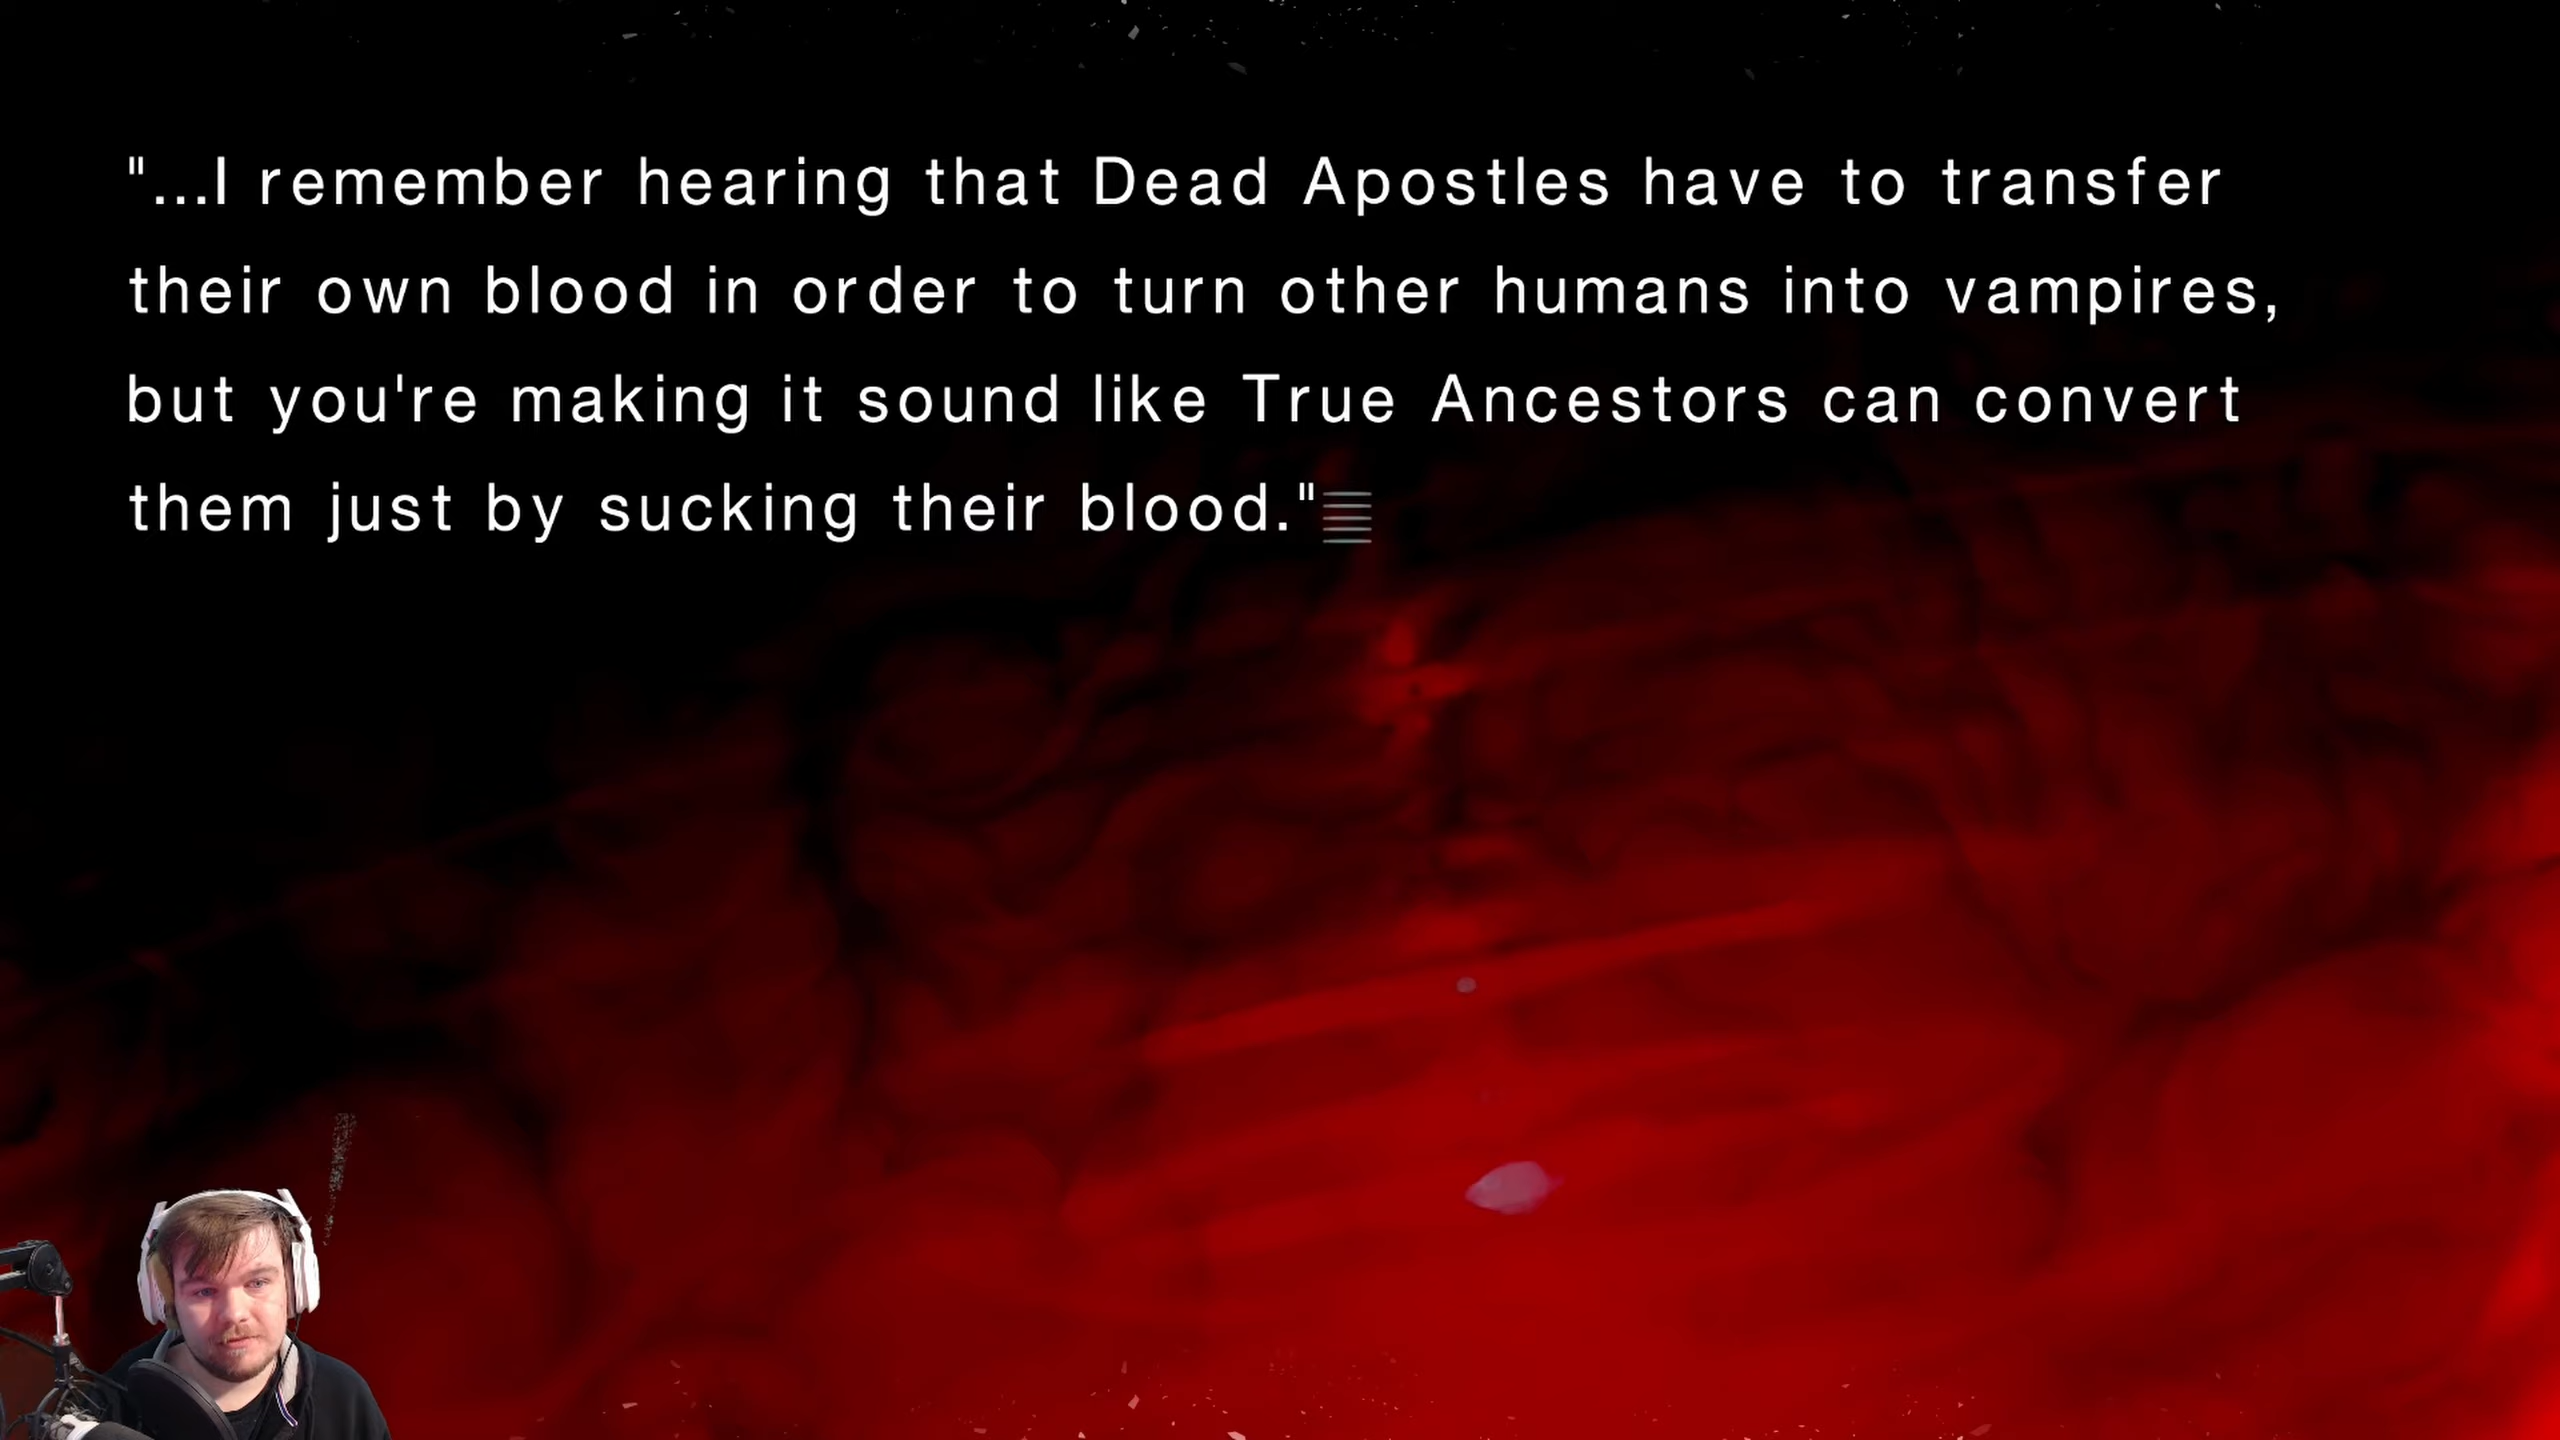 "...I remember hearing that Dead Apostles have to transfer
their own blood in order to turn other humans into vampires,
but you're making it sound like True Ancestors can convert
them just by sucking their blood."